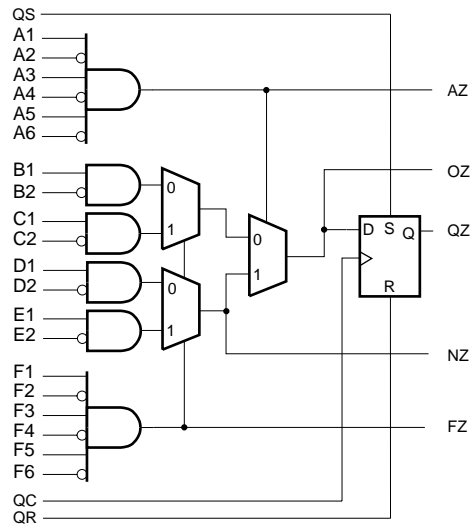 QS
A1
A2
A3
A4
A5
A6
AZ
B1
B2
0
1
C1
C2
OZ
0
1
D S Q
R
QZ
D1
D2
0
1
E1
E2
NZ
F1
F2
F3
F4
F5
F6
FZ
QC
QR